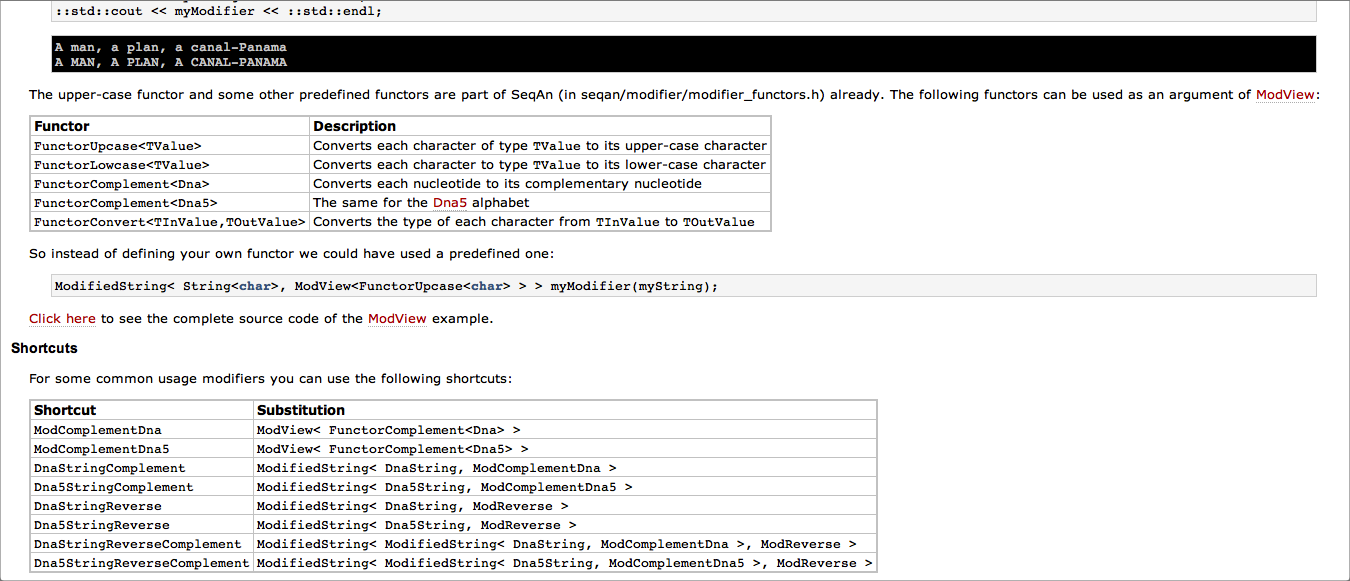 ::std::cout << myModifier << ::std::endl;
A man, a plan, a canal-Panama
A MAN, A PLAN, A CANAL-PANAMA
The upper-case functor and some other predefined functors are part of SeqAn (in seqan/modifier/modifier_functors.h) already. The following functors can be used as an argument of ModView:
Functor Description
FunctorUpcase<TValue> Converts each character of type TValue to its upper-case character
FunctorLowcase<TValue> Converts each character to type TValue to its lower-case character
FunctorComplement<Dna> Converts each nucleotide to its complementary nucleotide
FunctorComplement<Dna5> The same for the Dna5 alphabet
FunctorConvert<TInValue,TOutValue> Converts the type of each character from TInValue to TOutValue
So instead of defining your own functor we could have used a predefined one:
ModifiedString< String<char>, ModView<FunctorUpcase<char> > > myModifier(myString);
Click here to see the complete source code of the ModView example.
Shortcuts
For some common usage modifiers you can use the following shortcuts:
Shortcut Substitution
ModComplementDna ModView< FunctorComplement<Dna> >
ModComplementDna5 ModView< FunctorComplement<Dna5> >
DnaStringComplement ModifiedString< DnaString, ModComplementDna >
Dna5StringComplement ModifiedString< Dna5String, ModComplementDna5 >
DnaStringReverse ModifiedString< DnaString, ModReverse >
Dna5StringReverse ModifiedString< Dna5String, ModReverse >
DnaStringReverseComplement ModifiedString< ModifiedString< DnaString, ModComplementDna >, ModReverse >
Dna5StringReverseComplement ModifiedString< ModifiedString< Dna5String, ModComplementDna5 >, ModReverse >